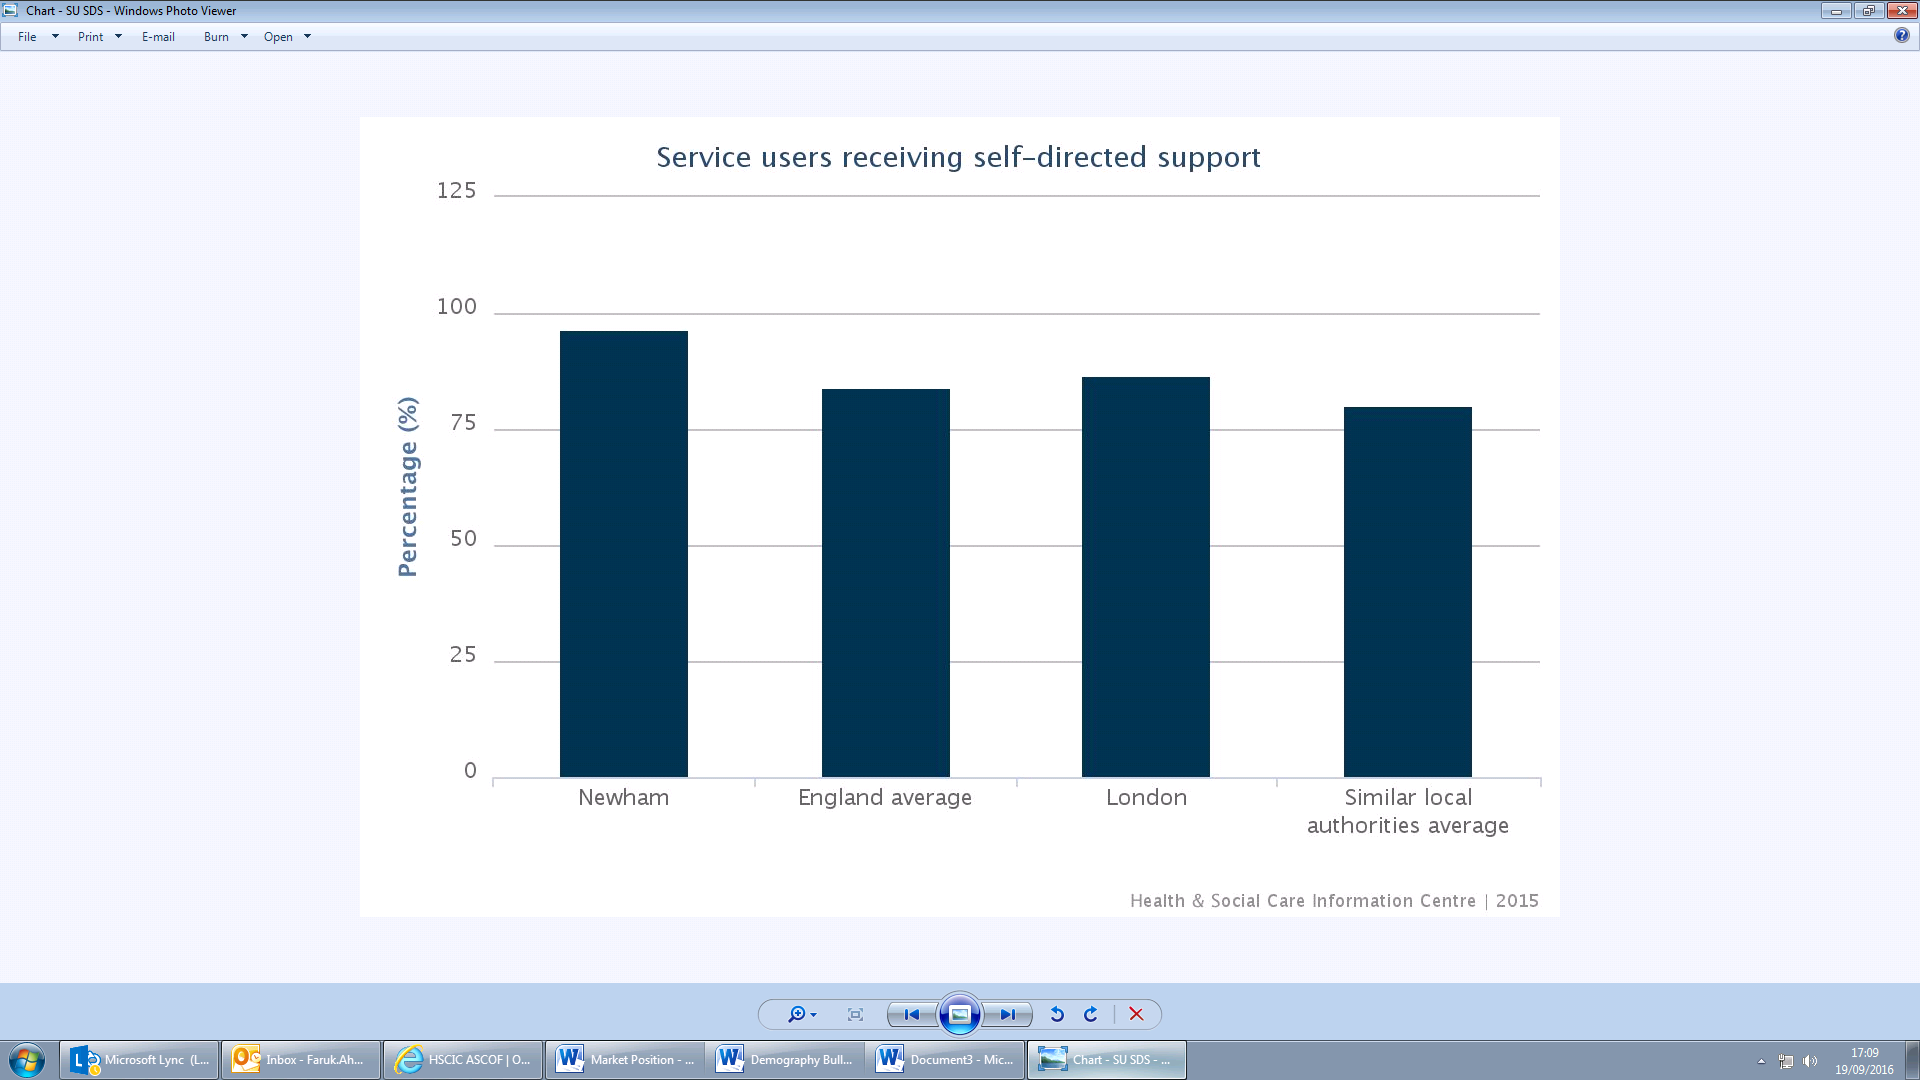 Chart - SU SDS - Windows Photo Viewer
File Print E-mail Burn Open
Service users receiving self-directed support
125
100
75
50
25
0
Percentage (%)
Newham England average London Similar local
authorities average
Health & Social Care Information Centre | 2015
Microsoft Lync (L... Inbox - Faruk.Ah... HSCIC ASCOF | O... Market Position - ... Demography Bull... Document3 - Mic... Chart - SU SDS - ...
17:09
19/09/2016